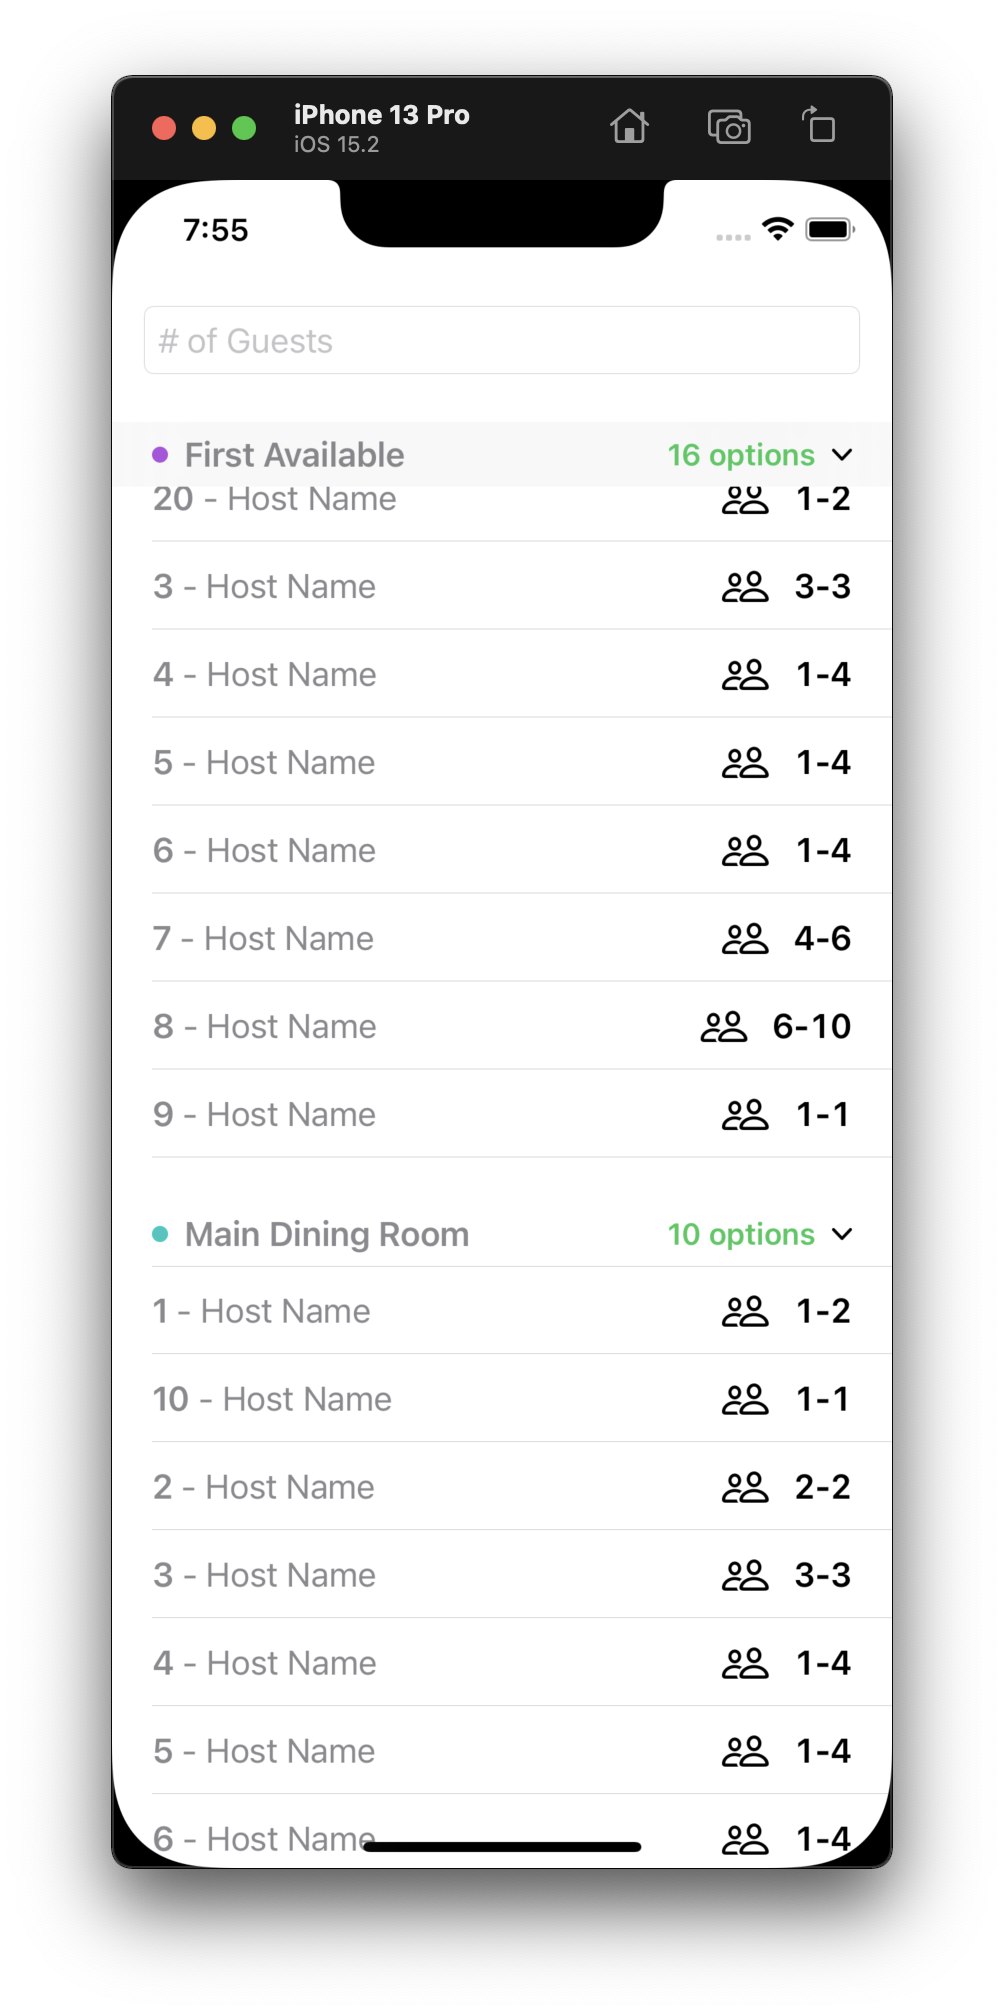 iPhone 13 Pro
iOS 15.2
7:55
# of Guests
First Available 16 options
20 - Host Name 1-2
3 - Host Name 3-3
4 - Host Name 1-4
5 - Host Name 1-4
6 - Host Name 1-4
7 - Host Name 4-6
8 - Host Name 6-10
9 - Host Name 1-1
Main Dining Room 10 options
1 - Host Name 1-2
10 - Host Name 1-1
2 - Host Name 2-2
3 - Host Name 3-3
4 - Host Name 1-4
5 - Host Name 1-4
6 - Host Name 1-4